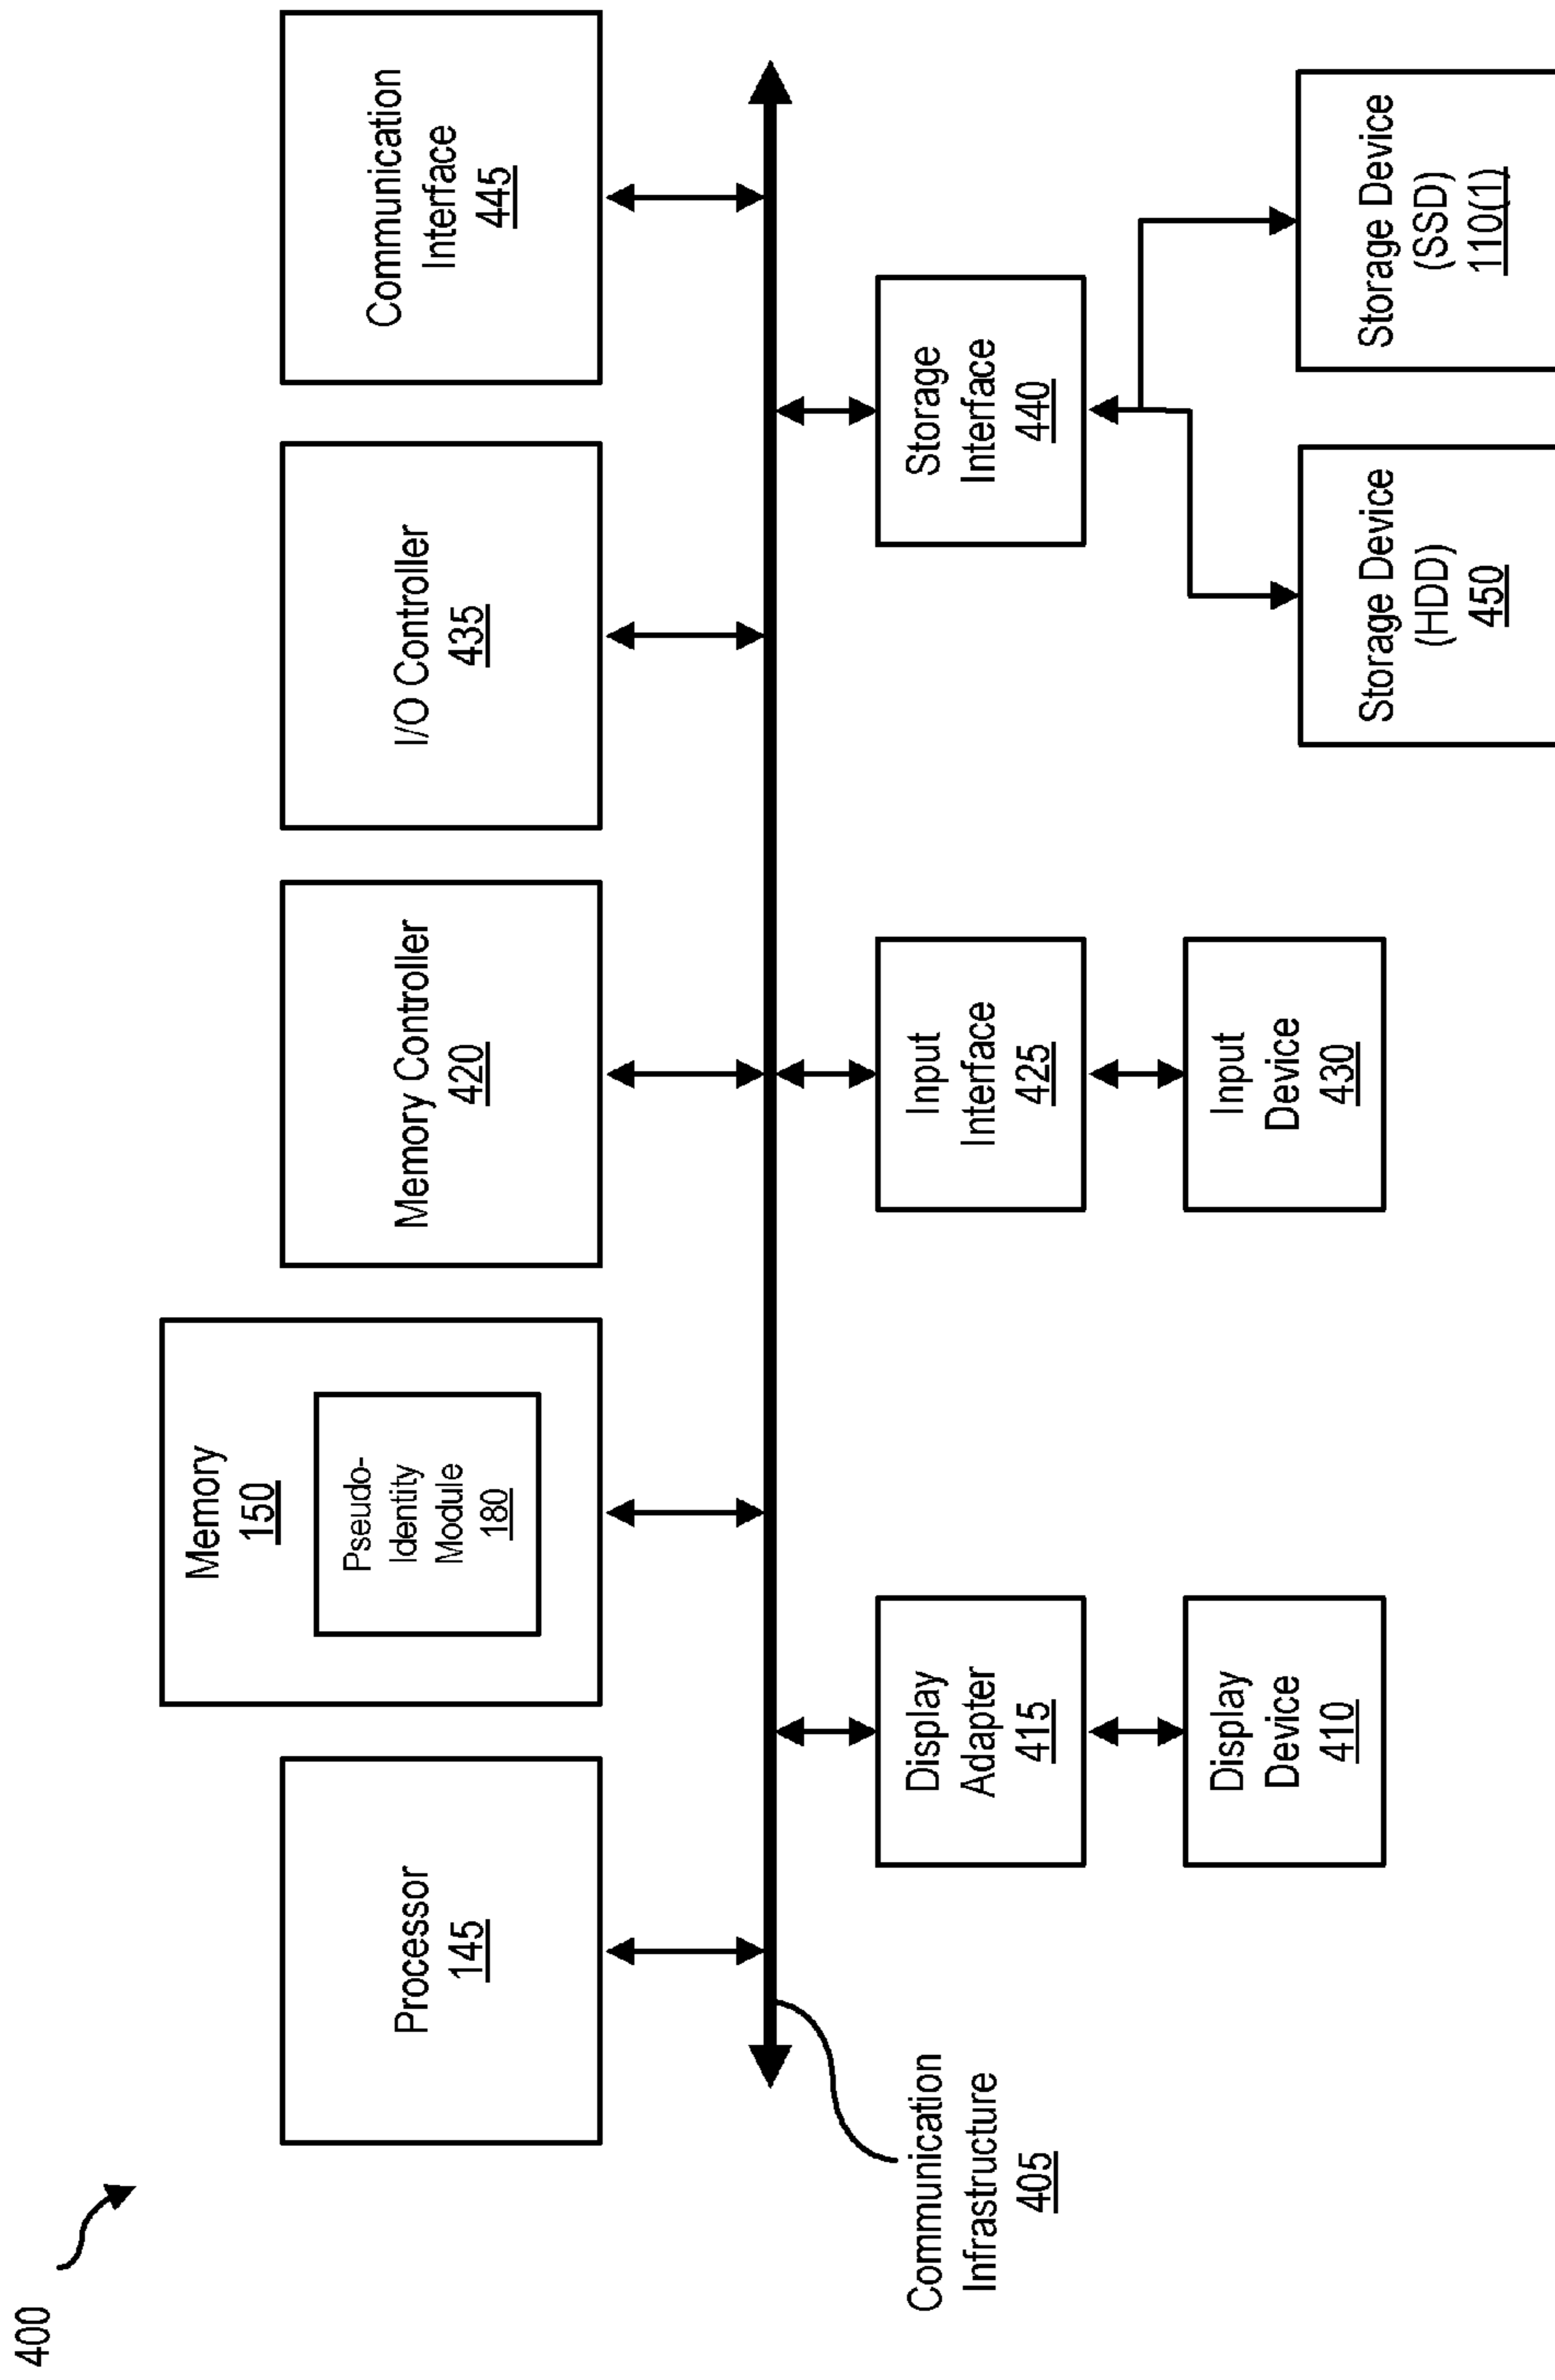 400
Processor
145
Memory
150
Pseudo-
Identity
Module
180
Memory Controller
420
I/O Controller
435
Communication
Interface
445
Communication
Infrastructure
405
Display
Adapter
415
Input
Interface
425
Storage
Interface
440
Display
Device
410
Input
Device
430
Storage Device
(HDD)
450
Storage Device
(SSD)
110(1)